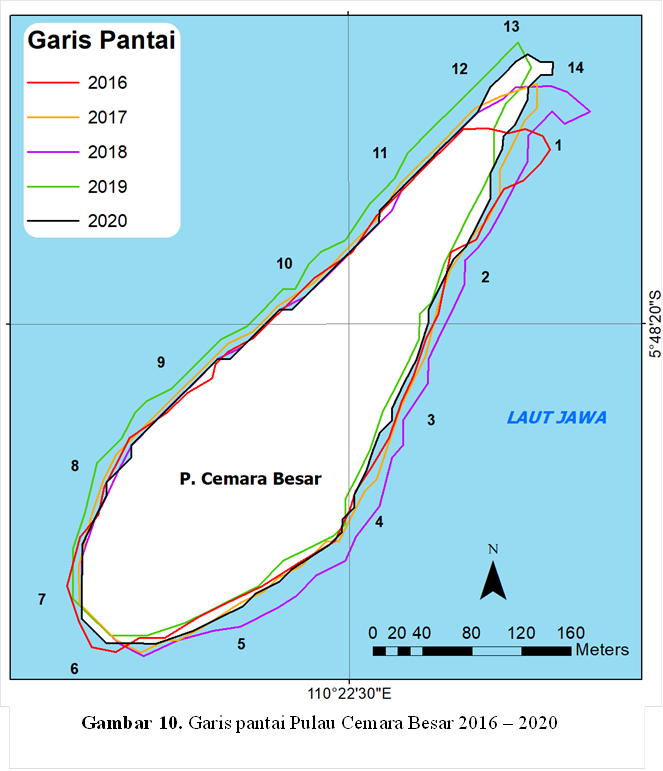 Garis Pantai
2016
2017
2018
2019
2020
13
12
14
11
1
10
2
5°48'20"S
9
3
LAUT JAWA
8
P. Cemara Besar
4
N
7
5
0 20 40 80 120 160
Meters
6
110°22'30"E
Gambar 10. Garis pantai Pulau Cemara Besar 2016 – 2020